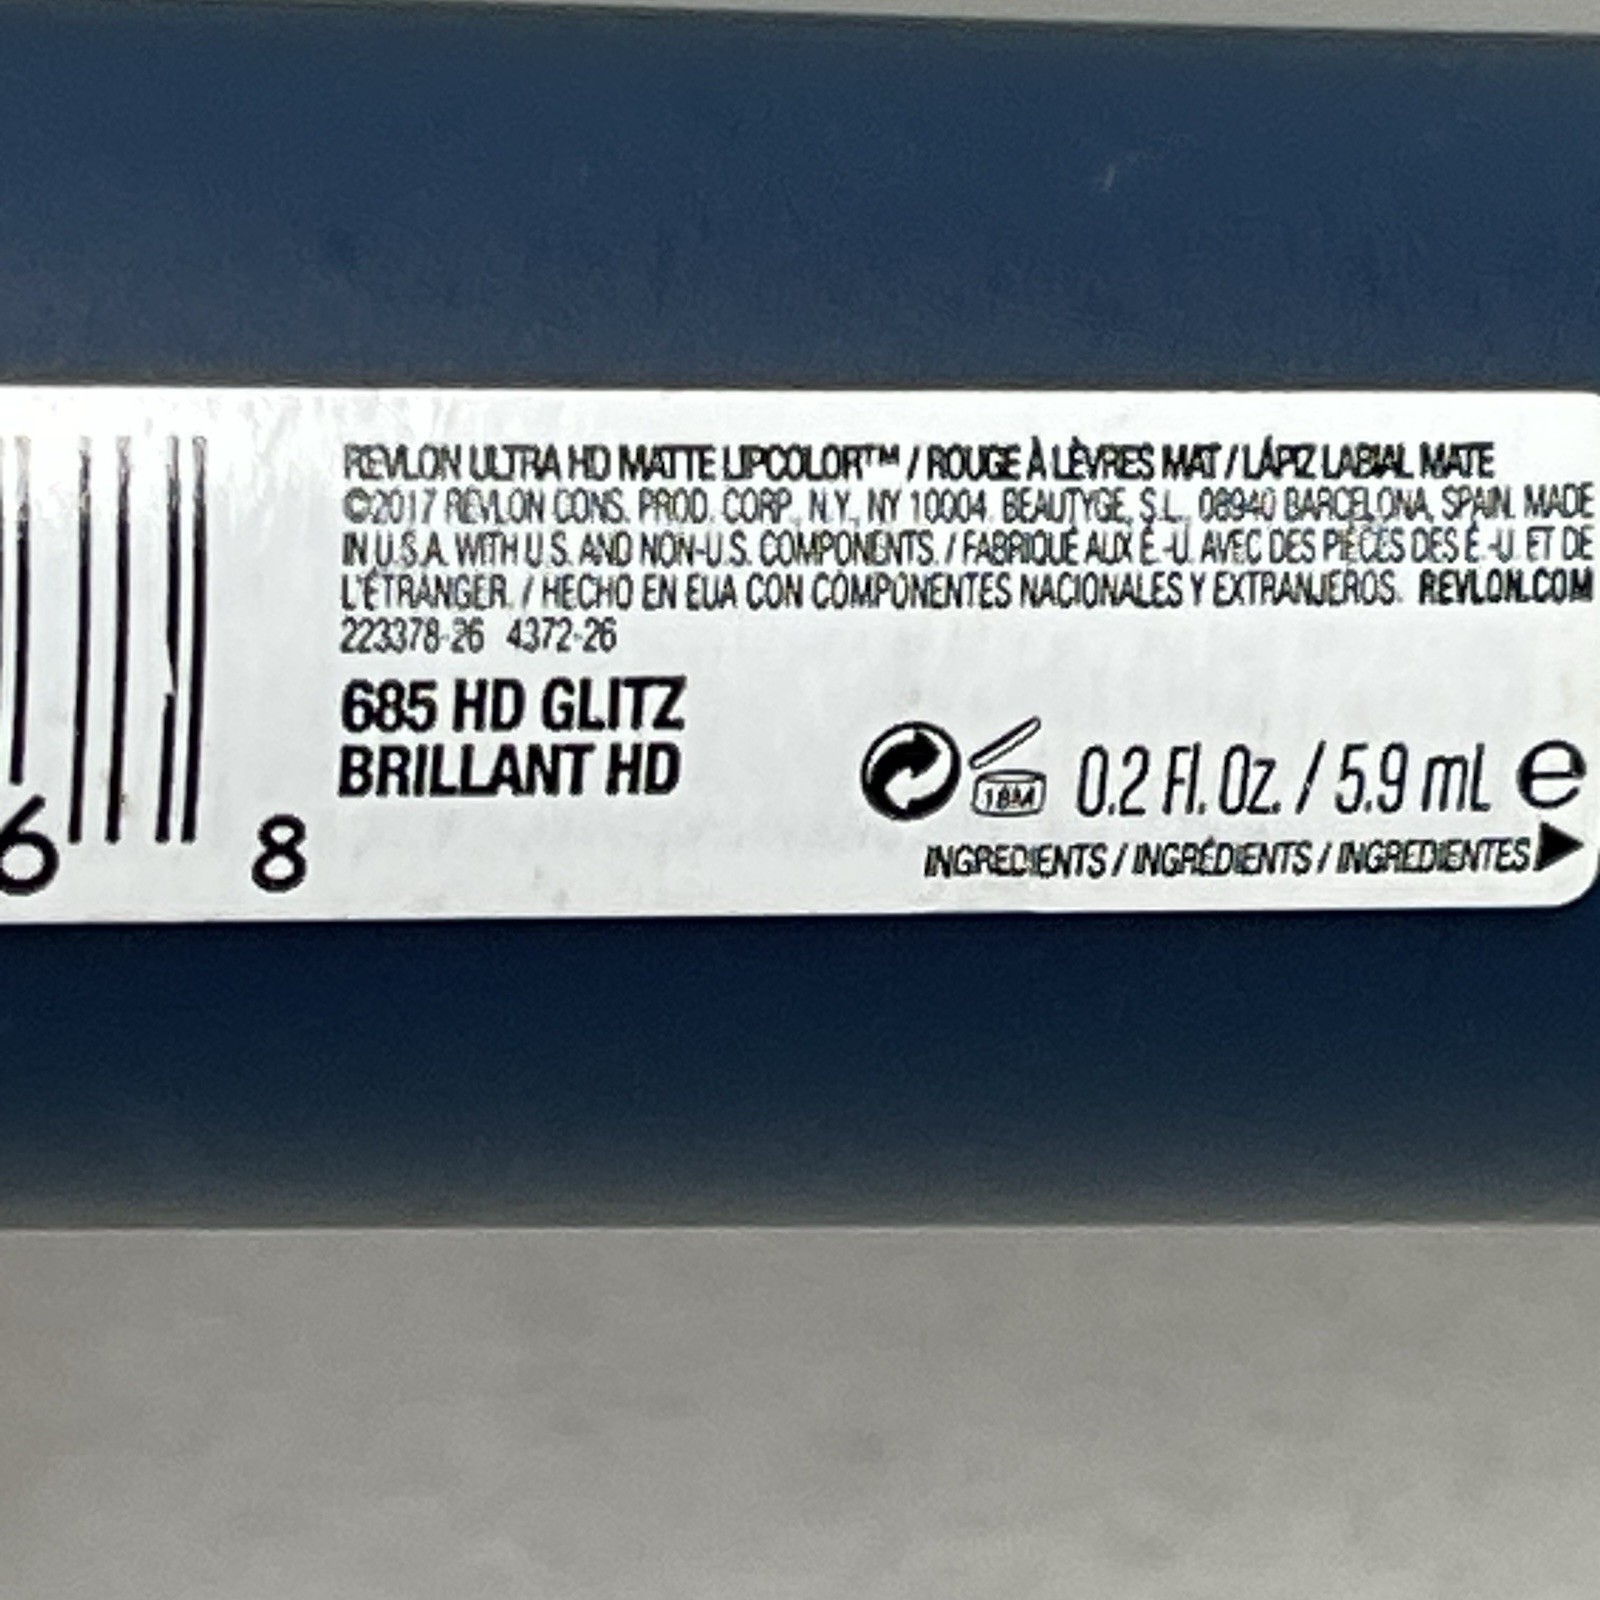 REVLON ULTRA HD MATTE LIPCOLOR™ / ROUGE À LÈVRES MAT / LÁPIZ LABIAL MATE
©2017 REVLON CONS. PROD. CORP., N.Y., NY 10004. BEAUTYGE, S.L. 08940 BARCELONA, SPAIN. MADE
IN U.S.A. WITH U.S. AND NON-U.S. COMPONENTS. / FABRIQUÉ AUX É.-U. AVEC DES PIÈCES DES É.-U. ET DE
L'ÉTRANGER. / HECHO EN EUA CON COMPONENTES NACIONALES Y EXTRANJEROS. REVLON.COM
223378-26 4372-26
685 HD GLITZ
BRILLANT HD
18M 0.2 Fl. Oz. / 5.9 mL e
6 8
INGREDIENTS / INGRÉDIENTS / INGREDIENTES